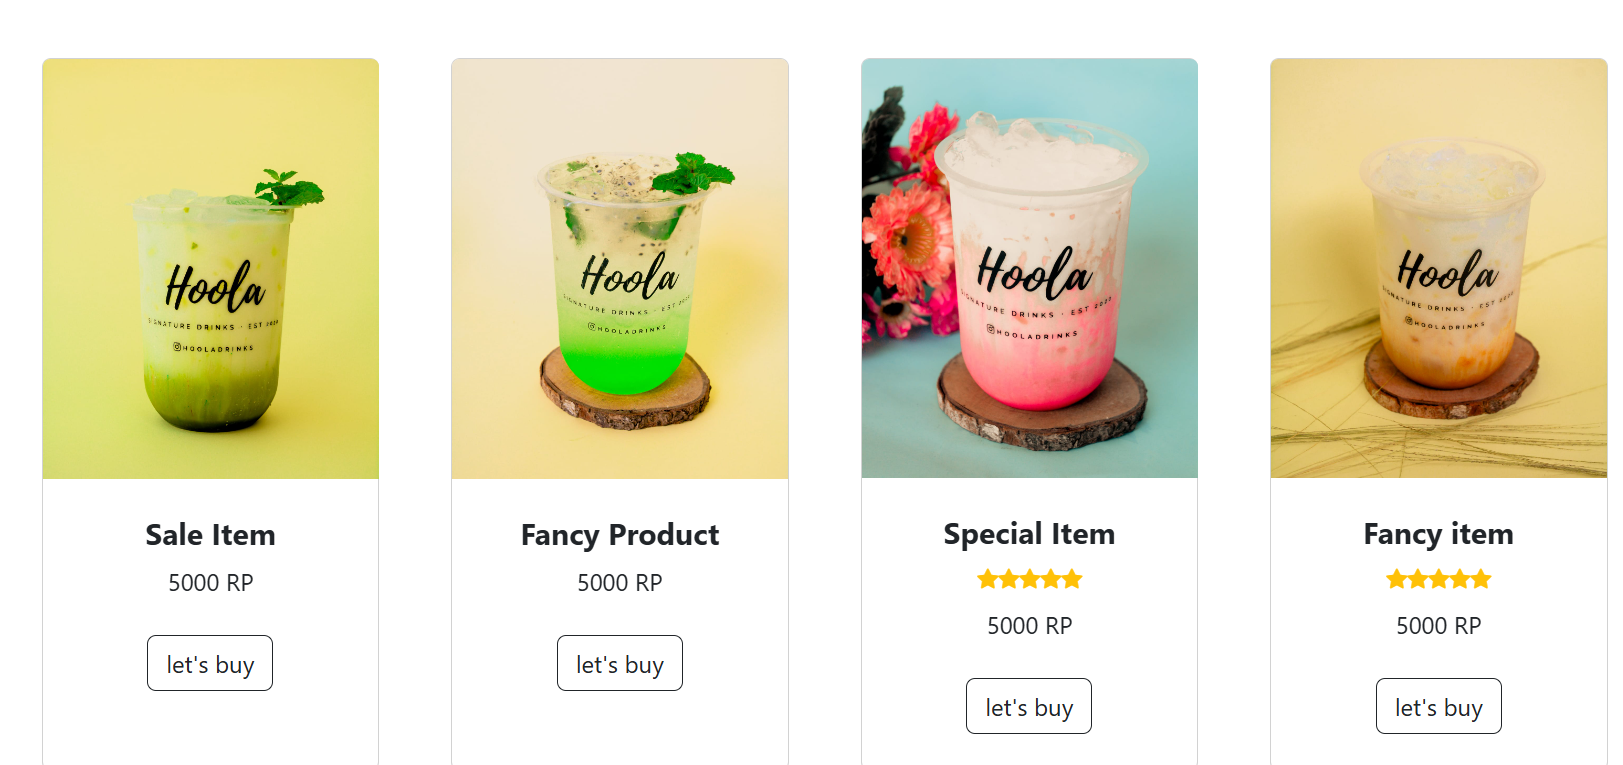 Hoola
SIGNATURE DRINKS · EST 2020
HOOLADRINKS
Sale Item
5000 RP
let's buy
Hoola
SIGNATURE DRINKS · EST 2020
HOOLADRINKS
Fancy Product
5000 RP
let's buy
Hoola
SIGNATURE DRINKS · EST 2020
HOOLADRINKS
Special Item
5000 RP
let's buy
Hoola
SIGNATURE DRINKS · EST 2020
HOOLADRINKS
Fancy item
5000 RP
let's buy